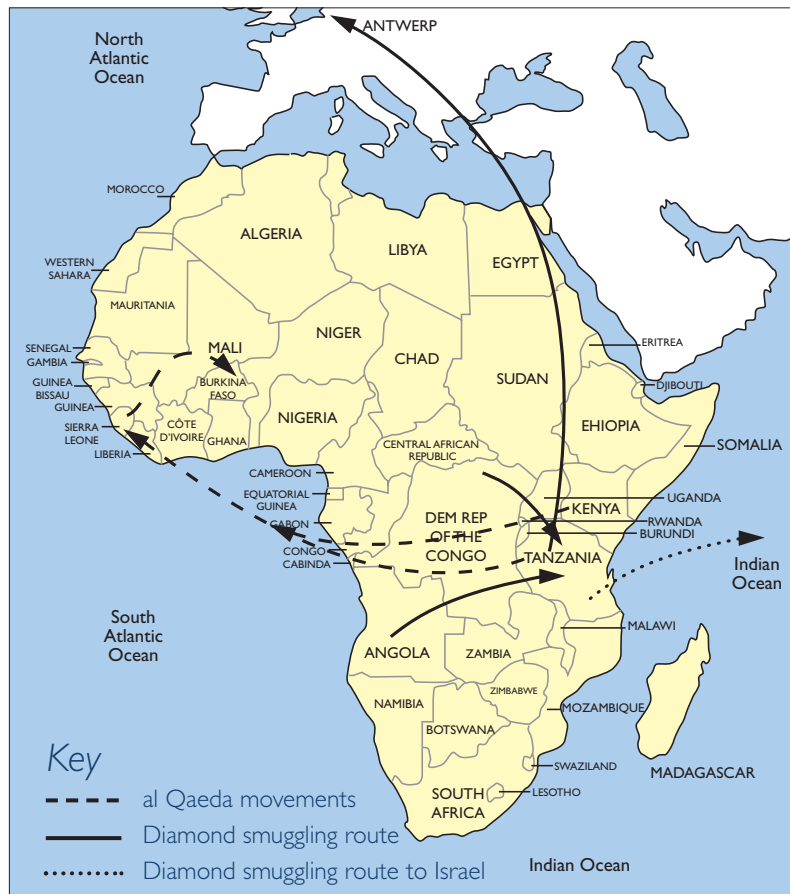 ANTWERP
North
Atlantic
Ocean
MOROCCO
ALGERIA
LIBYA
EGYPT
WESTERN
SAHARA
MAURITANIA
MALI
NIGER
CHAD
SUDAN
ERITREA
SENEGAL
GAMBIA
GUINEA
BISSAU
GUINEA
SIERRA
LEONE
LIBERIA
CÔTE
D'IVOIRE
GHANA
BURKINA
FASO
NIGERIA
DJIBOUTI
EHIOPIA
SOMALIA
CENTRAL AFRICAN
REPUBLIC
CAMEROON
EQUATORIAL
GUINEA
GABON
CONGO
CABINDA
DEM REP
OF THE
CONGO
UGANDA
KENYA
RWANDA
BURUNDI
TANZANIA
Indian
Ocean
South
Atlantic
Ocean
ANGOLA
ZAMBIA
MALAWI
ZIMBABWE
NAMIBIA
BOTSWANA
MOZAMBIQUE
SWAZILAND
LESOTHO
SOUTH
AFRICA
MADAGASCAR
Key
al Qaeda movements
Diamond smuggling route
Diamond smuggling route to Israel
Indian Ocean